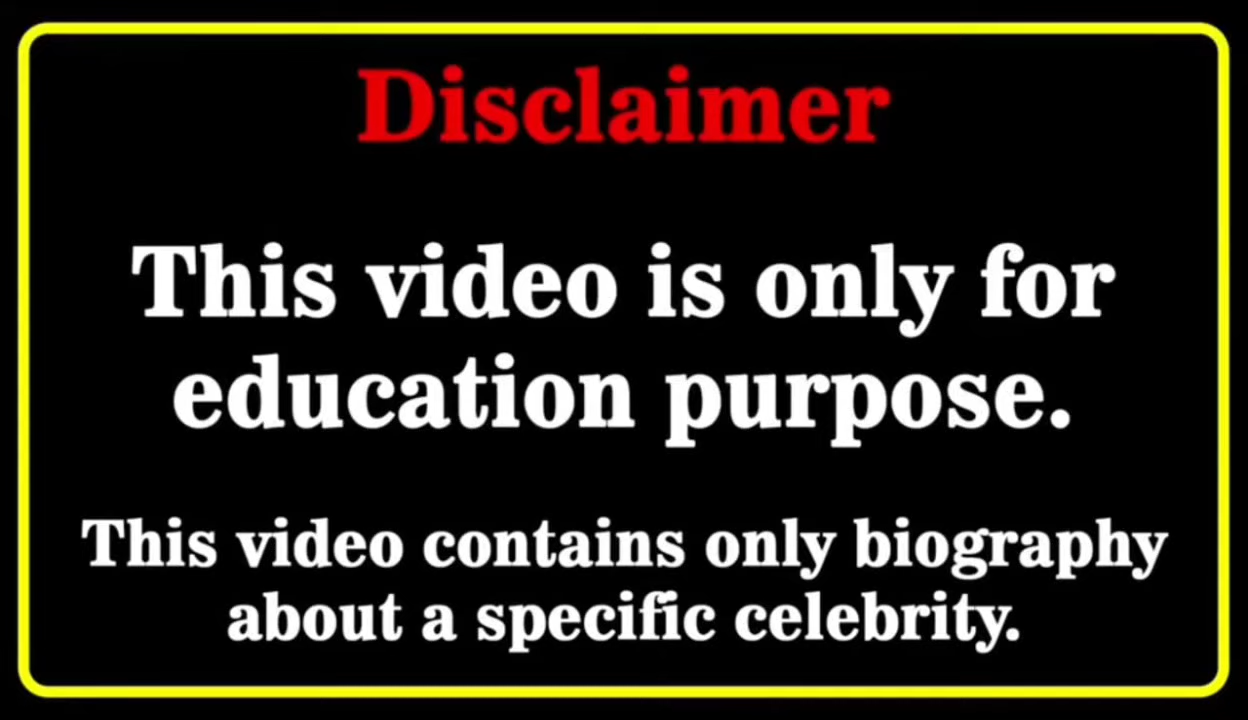 Disclaimer
This video is only for
education purpose.
This video contains only biography
about a specific celebrity.